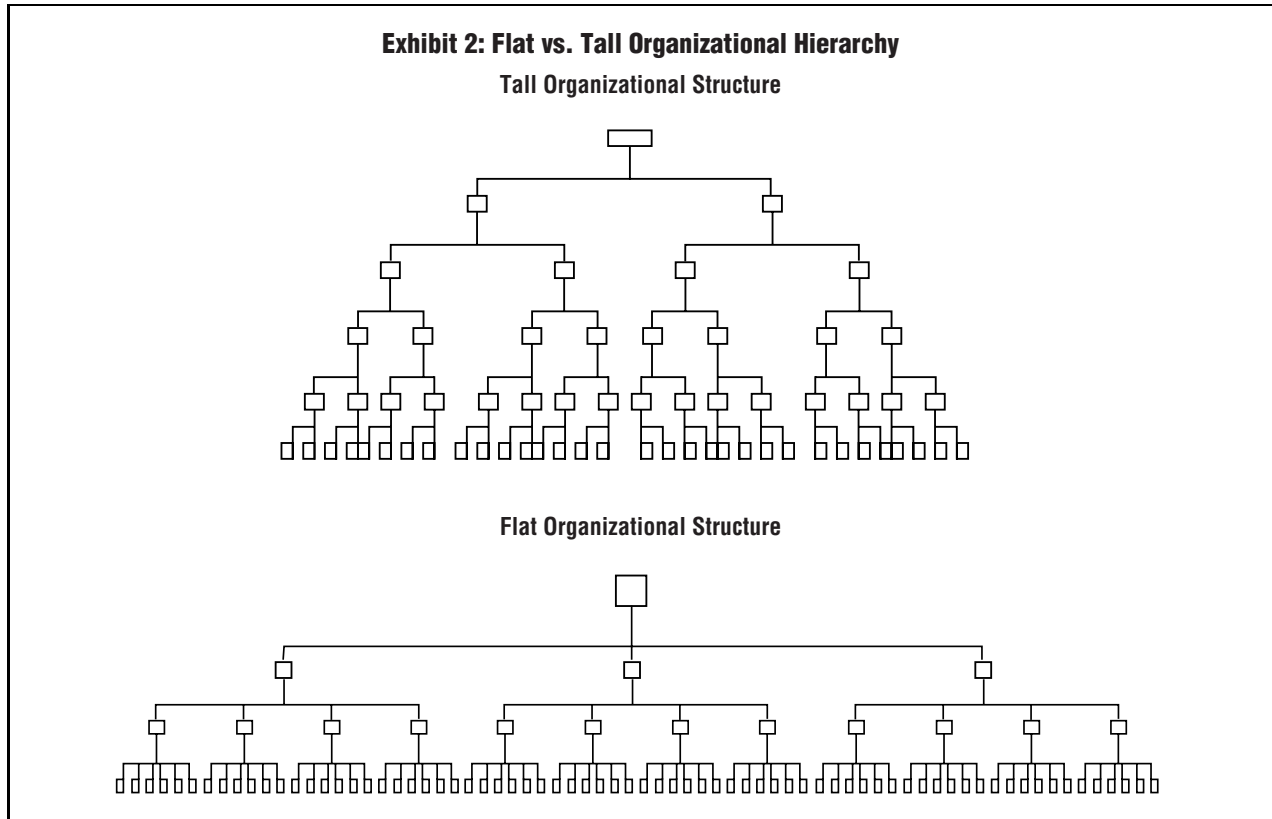 Exhibit 2: Flat vs. Tall Organizational Hierarchy
Tall Organizational Structure
Flat Organizational Structure